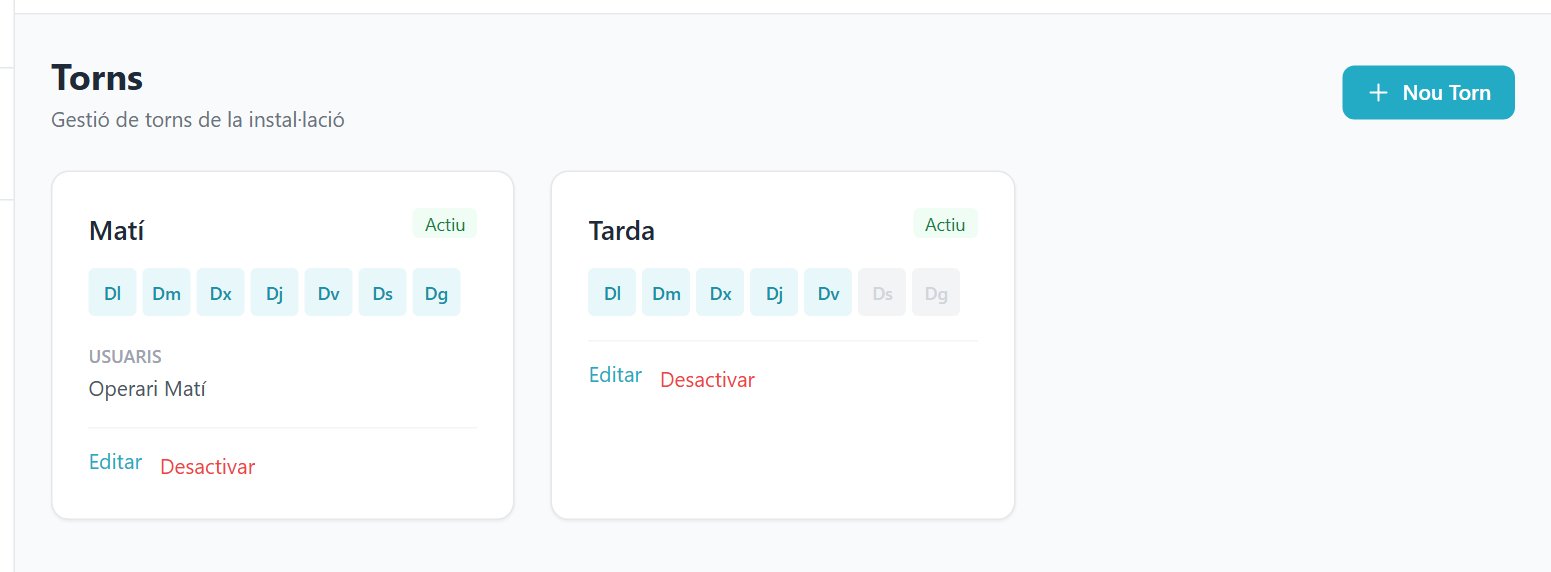 Torns
Gestió de torns de la instal·lació
+ Nou Torn
Matí
Actiu
Dl Dm Dx Dj Dv Ds Dg
USUARIS
Operari Matí
Editar Desactivar
Tarda
Actiu
Dl Dm Dx Dj Dv Ds Dg
Editar Desactivar